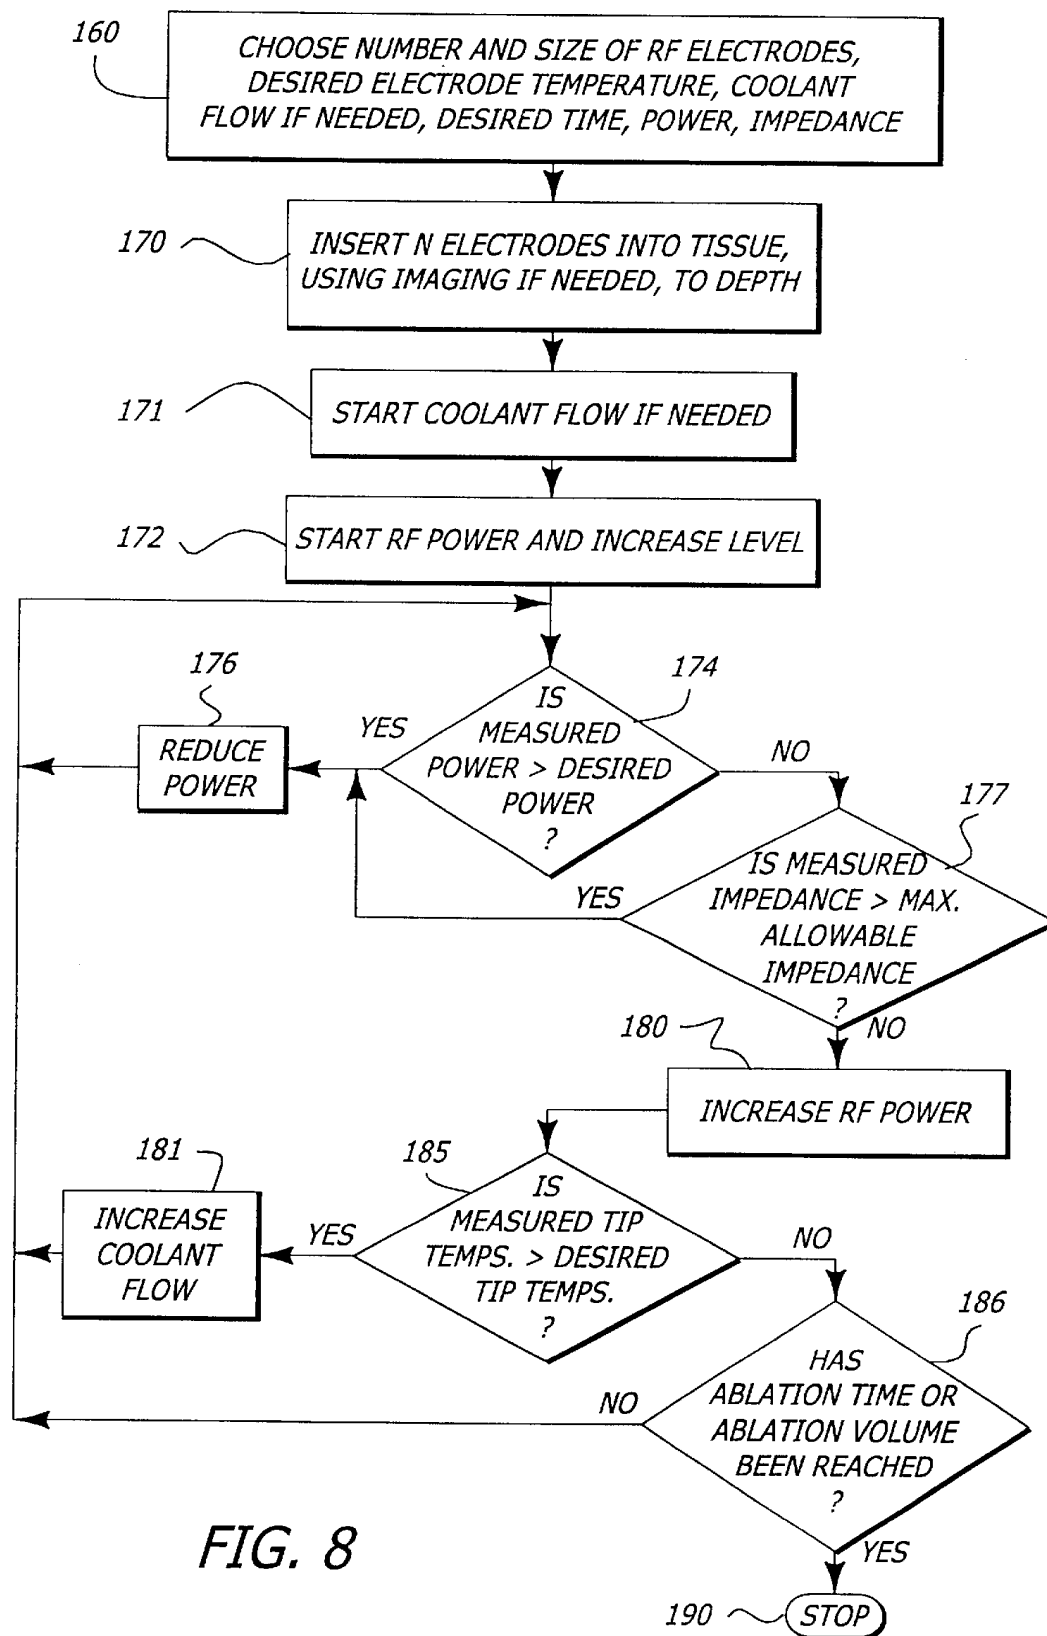 160
CHOOSE NUMBER AND SIZE OF RF ELECTRODES,
DESIRED ELECTRODE TEMPERATURE, COOLANT
FLOW IF NEEDED, DESIRED TIME, POWER, IMPEDANCE
170
INSERT N ELECTRODES INTO TISSUE,
USING IMAGING IF NEEDED, TO DEPTH
171
START COOLANT FLOW IF NEEDED
172
START RF POWER AND INCREASE LEVEL
174
IS
MEASURED
POWER > DESIRED
POWER
?
YES
NO
176
REDUCE
POWER
177
IS MEASURED
IMPEDANCE > MAX.
ALLOWABLE
IMPEDANCE
?
YES
NO
180
INCREASE RF POWER
185
IS
MEASURED TIP
TEMPS. > DESIRED
TIP TEMPS.
?
YES
NO
181
INCREASE
COOLANT
FLOW
186
HAS
ABLATION TIME OR
ABLATION VOLUME
BEEN REACHED
?
NO
YES
190
STOP
FIG. 8